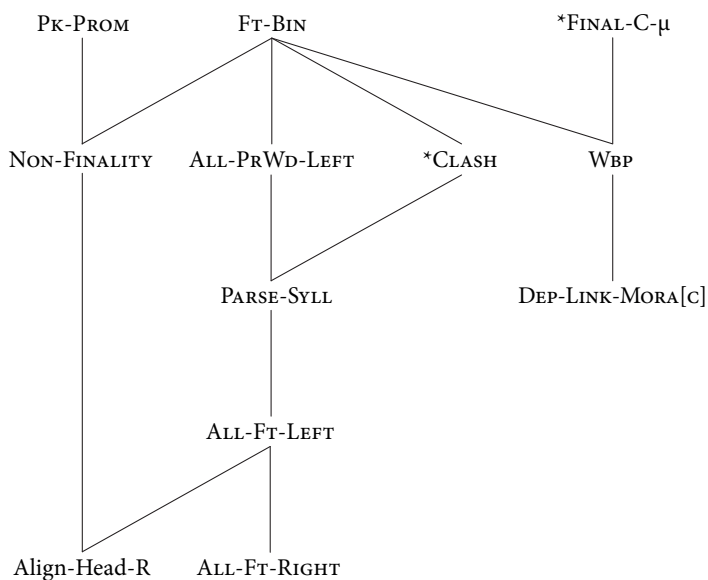 Pk-Prom Ft-Bin *Final-C-μ
Non-Finality All-PrWd-Left *Clash Wbp
Parse-Syll Dep-Link-Mora[c]
All-Ft-Left
Align-Head-R All-Ft-Right